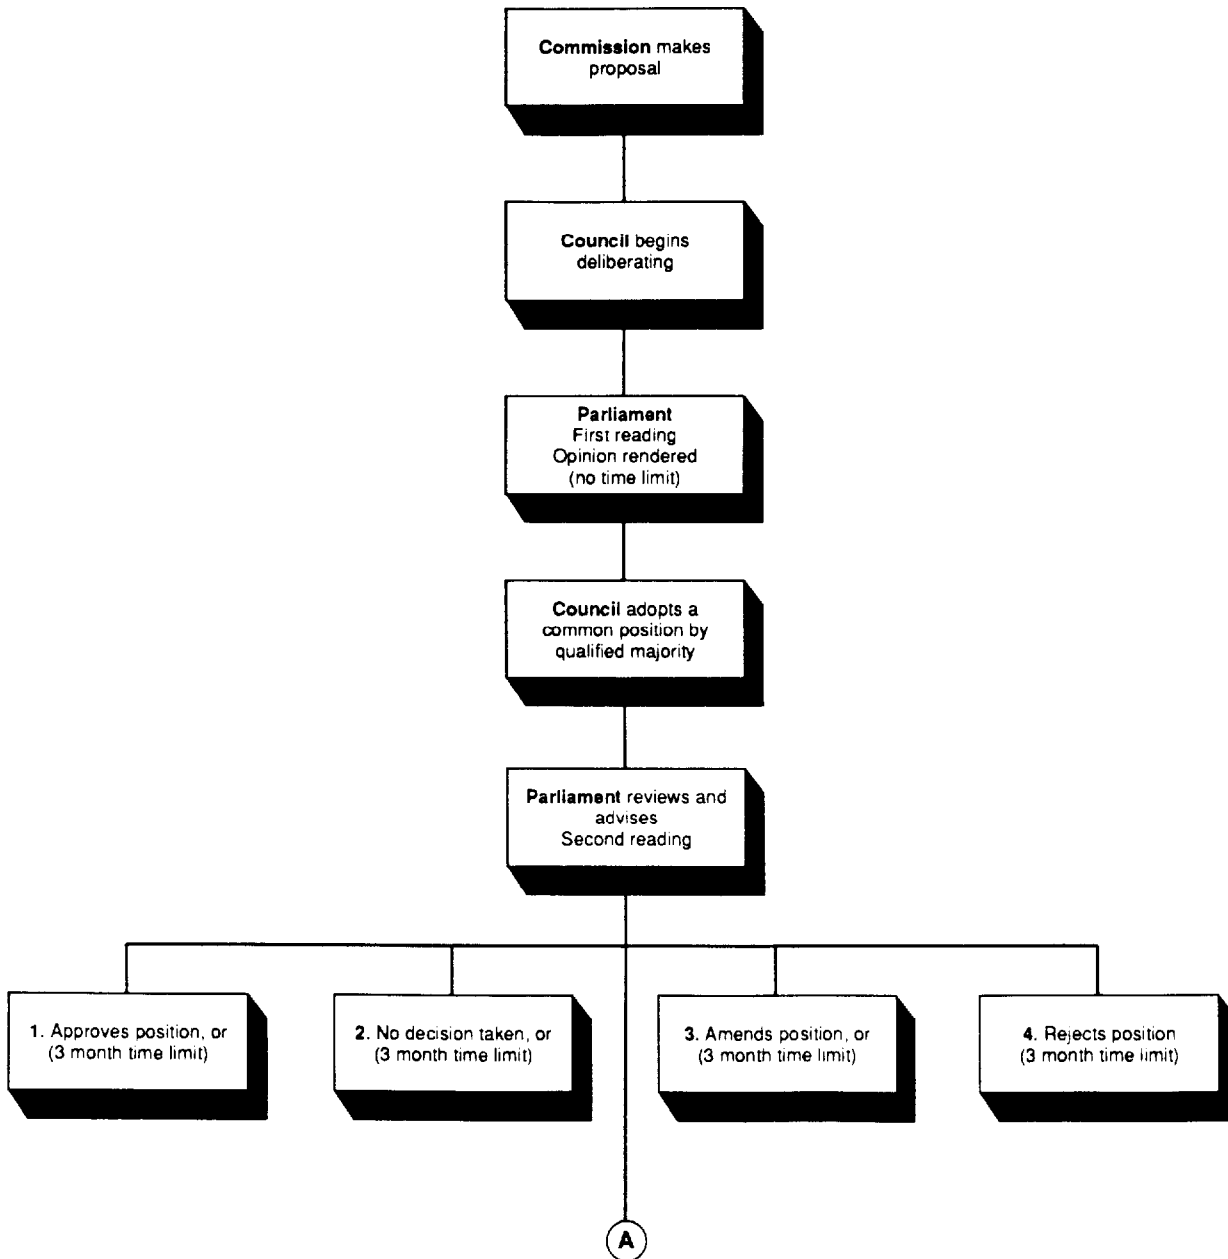 Commission makes
proposal
Council begins
deliberating
Parliament
First reading
Opinion rendered
(no time limit)
Council adopts a
common position by
qualified majority
Parliament reviews and
advises
Second reading
1. Approves position, or
(3 month time limit)
2. No decision taken, or
(3 month time limit)
3. Amends position, or
(3 month time limit)
4. Rejects position
(3 month time limit)
A